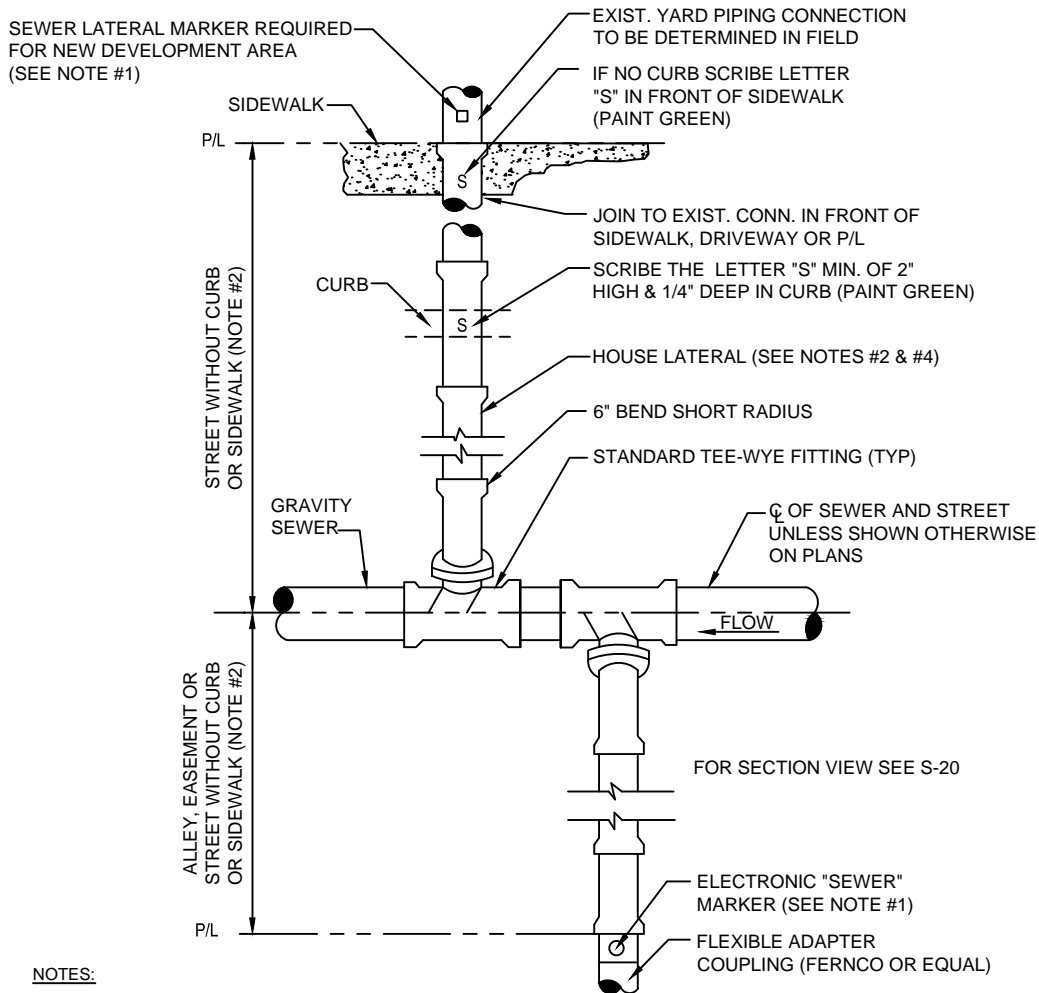 SEWER LATERAL MARKER REQUIRED
FOR NEW DEVELOPMENT AREA
(SEE NOTE #1)
EXIST. YARD PIPING CONNECTION
TO BE DETERMINED IN FIELD
IF NO CURB SCRIBE LETTER
"S" IN FRONT OF SIDEWALK
(PAINT GREEN)
SIDEWALK
P/L
S
JOIN TO EXIST. CONN. IN FRONT OF
SIDEWALK, DRIVEWAY OR P/L
SCRIBE THE LETTER "S" MIN. OF 2"
HIGH & 1/4" DEEP IN CURB (PAINT GREEN)
CURB
S
STREET WITHOUT CURB
OR SIDEWALK (NOTE #2)
HOUSE LATERAL (SEE NOTES #2 & #4)
6" BEND SHORT RADIUS
STANDARD TEE-WYE FITTING (TYP)
GRAVITY
SEWER
℄ OF SEWER AND STREET
UNLESS SHOWN OTHERWISE
ON PLANS
FLOW
ALLEY, EASEMENT OR
STREET WITHOUT CURB
OR SIDEWALK (NOTE #2)
FOR SECTION VIEW SEE S-20
ELECTRONIC "SEWER"
MARKER (SEE NOTE #1)
P/L
FLEXIBLE ADAPTER
COUPLING (FERNCO OR EQUAL)
NOTES: